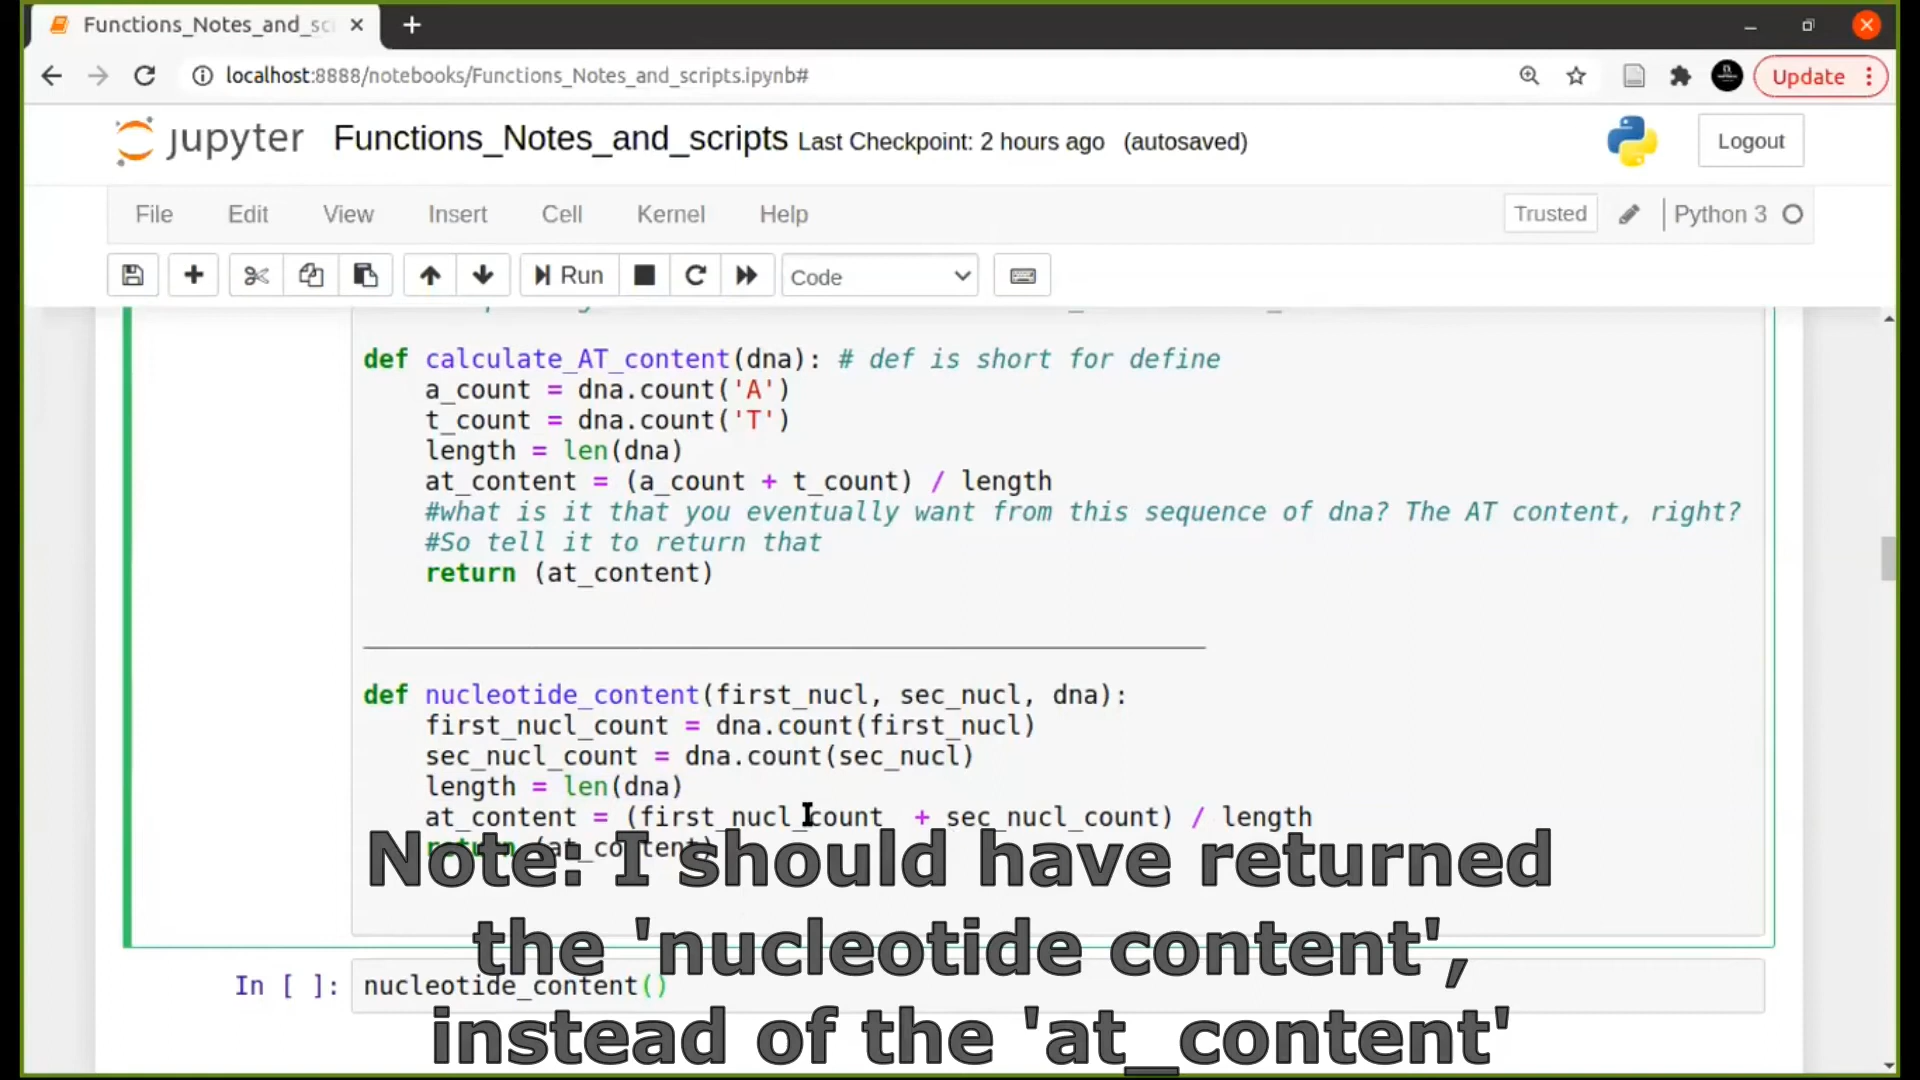 Functions_Notes_and_sc
localhost:8888/notebooks/Functions_Notes_and_scripts.ipynb#
Update
jupyter Functions_Notes_and_scripts Last Checkpoint: 2 hours ago (autosaved)
Logout
File Edit View Insert Cell Kernel Help
Trusted Python 3
Run Code
def calculate_AT_content(dna): # def is short for define
a_count = dna.count('A')
t_count = dna.count('T')
length = len(dna)
at_content = (a_count + t_count) / length
#what is it that you eventually want from this sequence of dna? The AT content, right?
#So tell it to return that
return (at_content)
def nucleotide_content(first_nucl, sec_nucl, dna):
first_nucl_count = dna.count(first_nucl)
sec_nucl_count = dna.count(sec_nucl)
length = len(dna)
at_content = (first_nucl_count + sec_nucl_count) / length
return (at_content)
Note: I should have returned
the 'nucleotide content',
In [ ]: nucleotide_content()
instead of the 'at_content'